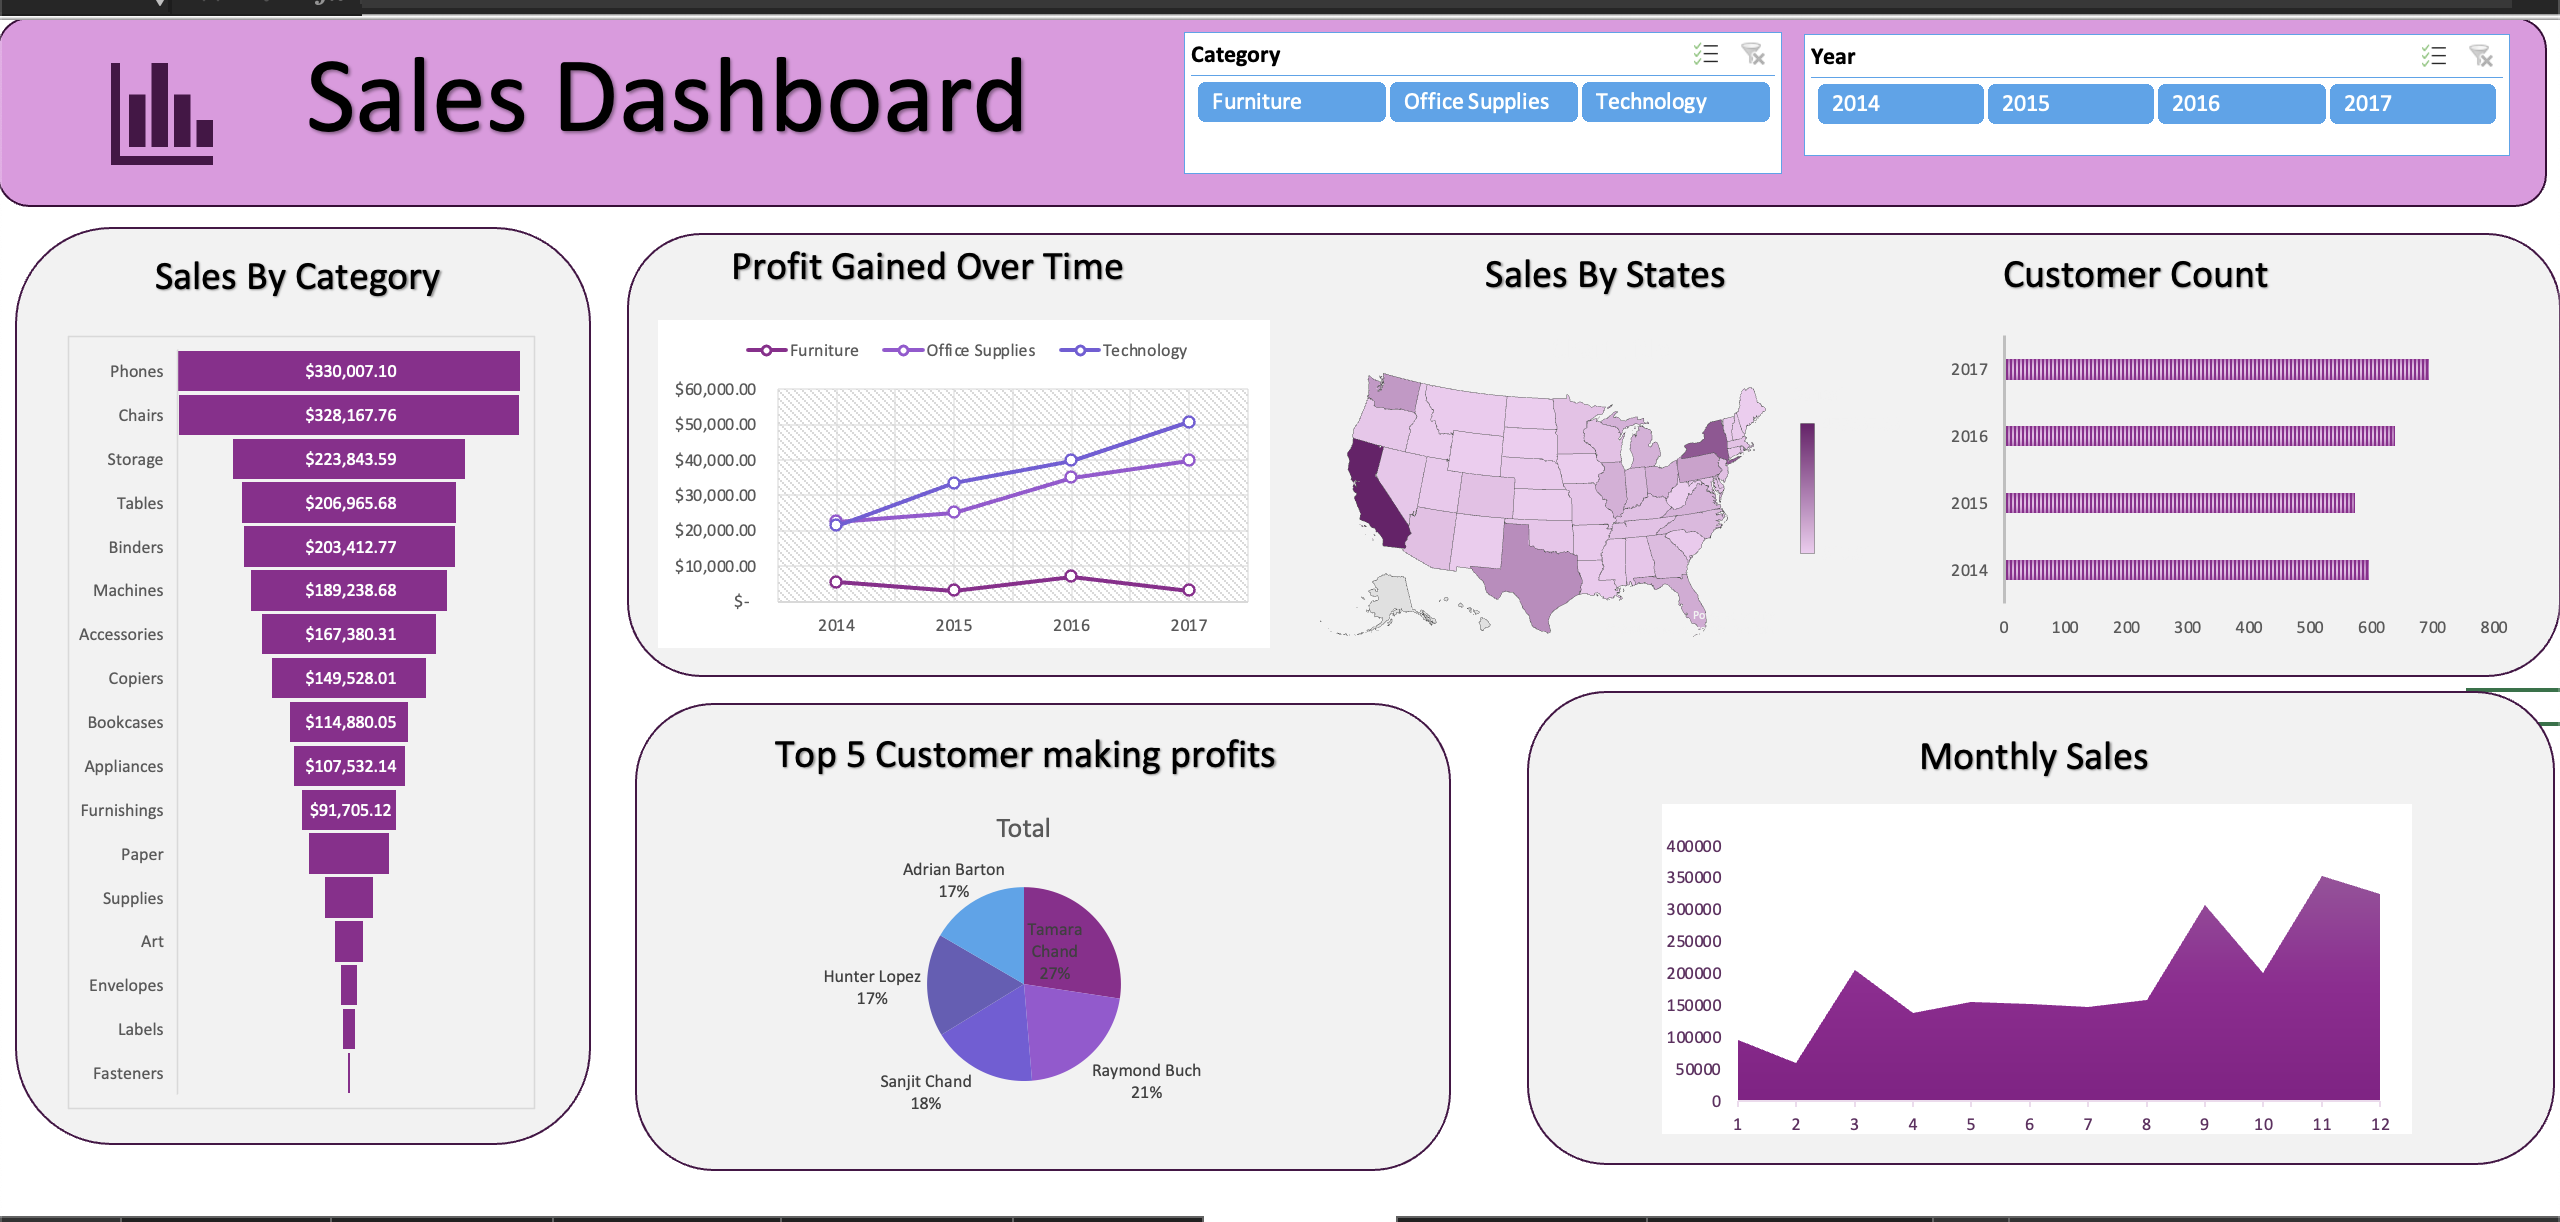 Sales Dashboard
Category
Furniture
Office Supplies
Technology
Year
2014
2015
2016
2017
Sales By Category
Phones $330,007.10
Chairs $328,167.76
Storage $223,843.59
Tables $206,965.68
Binders $203,412.77
Machines $189,238.68
Accessories $167,380.31
Copiers $149,528.01
Bookcases $114,880.05
Appliances $107,532.14
Furnishings $91,705.12
Paper
Supplies
Art
Envelopes
Labels
Fasteners
Profit Gained Over Time
Furniture Office Supplies Technology
$60,000.00
$50,000.00
$40,000.00
$30,000.00
$20,000.00
$10,000.00
$-
2014 2015 2016 2017
Sales By States
Po
Customer Count
2017
2016
2015
2014
0 100 200 300 400 500 600 700 800
Top 5 Customer making profits
Total
Adrian Barton
17%
Tamara
Chand
27%
Hunter Lopez
17%
Raymond Buch
21%
Sanjit Chand
18%
Monthly Sales
400000
350000
300000
250000
200000
150000
100000
50000
0
1 2 3 4 5 6 7 8 9 10 11 12